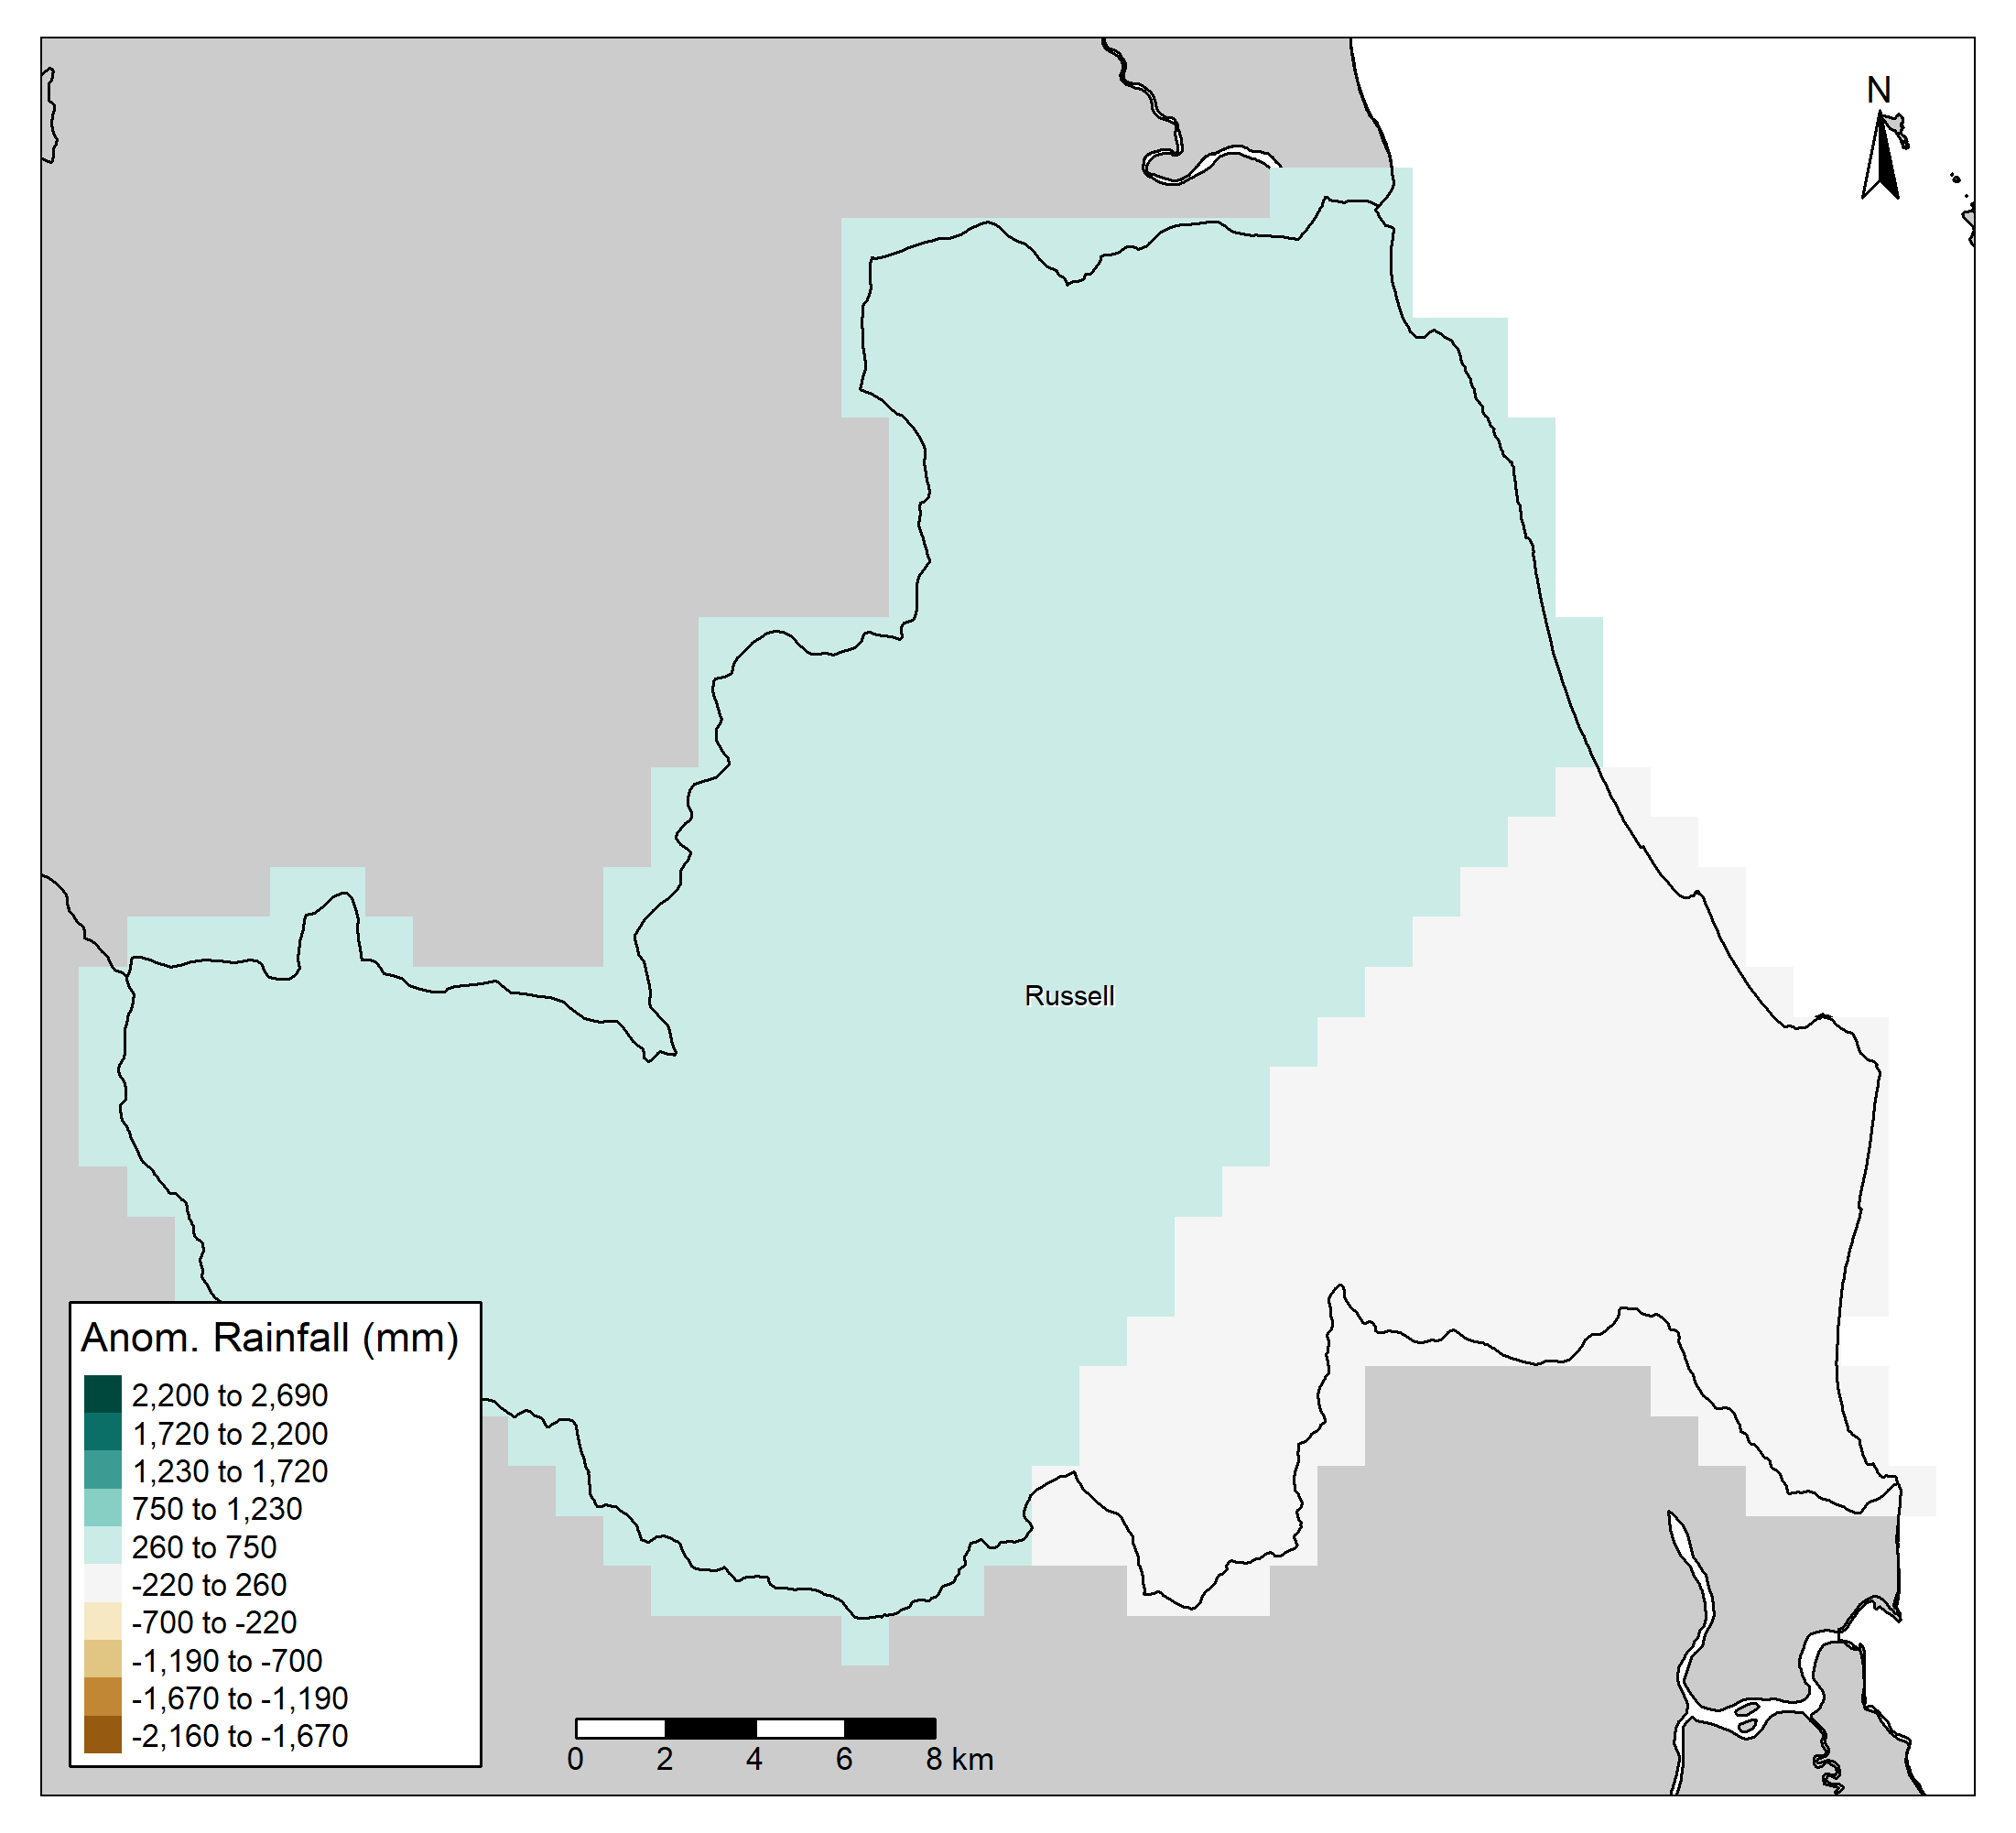 N
Russell
Anom. Rainfall (mm)
2,200 to 2,690
1,720 to 2,200
1,230 to 1,720
750 to 1,230
260 to 750
-220 to 260
-700 to -220
-1,190 to -700
-1,670 to -1,190
-2,160 to -1,670
0 2 4 6 8 km